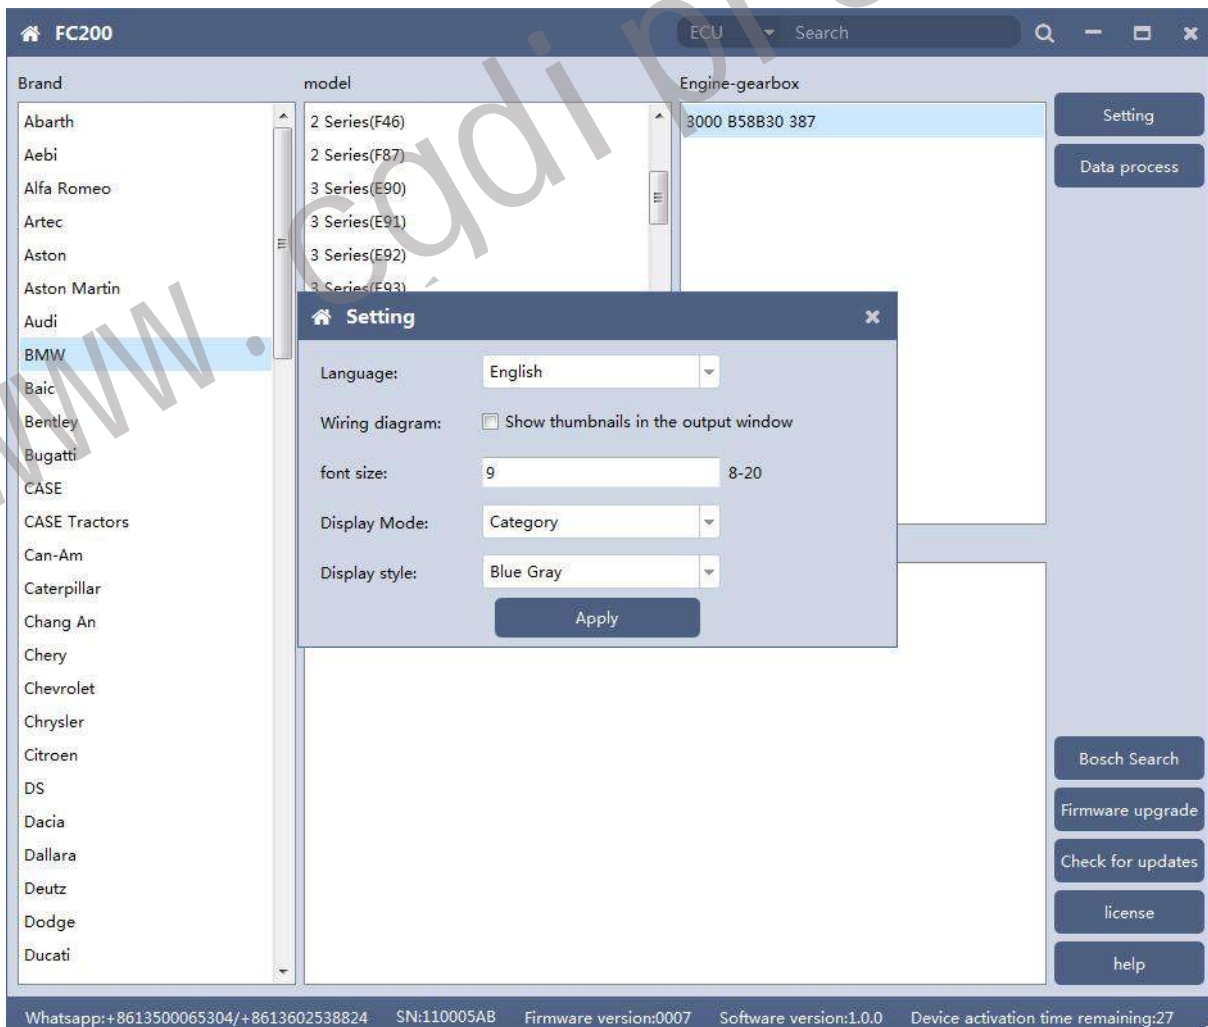 FC200
ECU
Search
Brand
model
Engine-gearbox
Abarth
Aebi
Alfa Romeo
Artec
Aston
Aston Martin
Audi
BMW
Baic
Bentley
Bugatti
CASE
CASE Tractors
Can-Am
Caterpillar
Chang An
Chery
Chevrolet
Chrysler
Citroen
DS
Dacia
Dallara
Deutz
Dodge
Ducati
2 Series(F46)
2 Series(F87)
3 Series(E90)
3 Series(E91)
3 Series(E92)
3 Series(E93)
3000 B58B30 387
Setting
Data process
Setting
Language:
English
Wiring diagram:
Show thumbnails in the output window
font size:
9
8-20
Display Mode:
Category
Display style:
Blue Gray
Apply
Bosch Search
Firmware upgrade
Check for updates
license
help
Whatsapp:+8613500065304/+8613602538824 SN:110005AB Firmware version:0007 Software version:1.0.0 Device activation time remaining:27